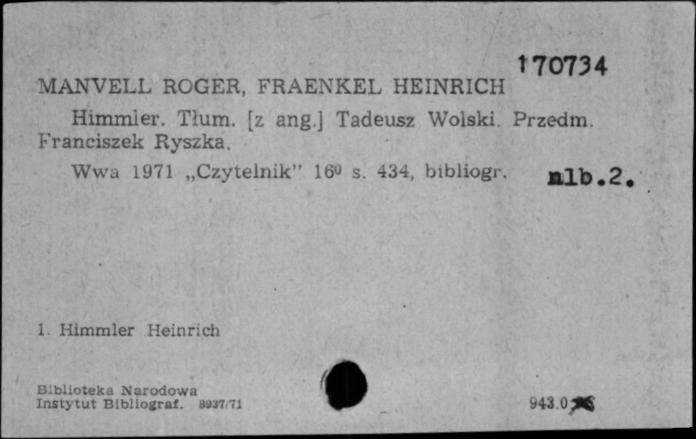 170734
MANVELL ROGER, FRAENKEL HEINRICH
Himmler. Tłum. [z ang.] Tadeusz Wolski. Przedm.
Franciszek Ryszka.
Wwa 1971 „Czytelnik” 16⁰ s. 434, bibliogr. nlb.2.
1. Himmler Heinrich
Biblioteka Narodowa
Instytut Bibliograf. 8937/71 943.0